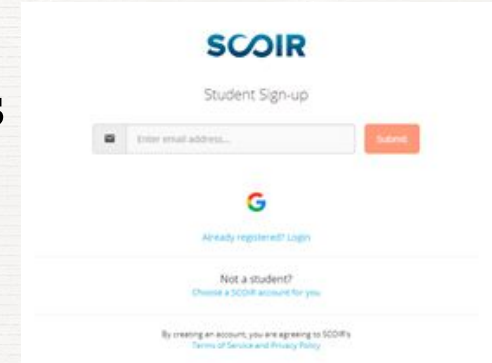 SCOIR
Student Sign-up
Enter email address...
Submit
Already registered? Login
Not a student?
Choose a SCOIR account for you
By creating an account, you are agreeing to SCOIR's
Terms of Service and Privacy Policy